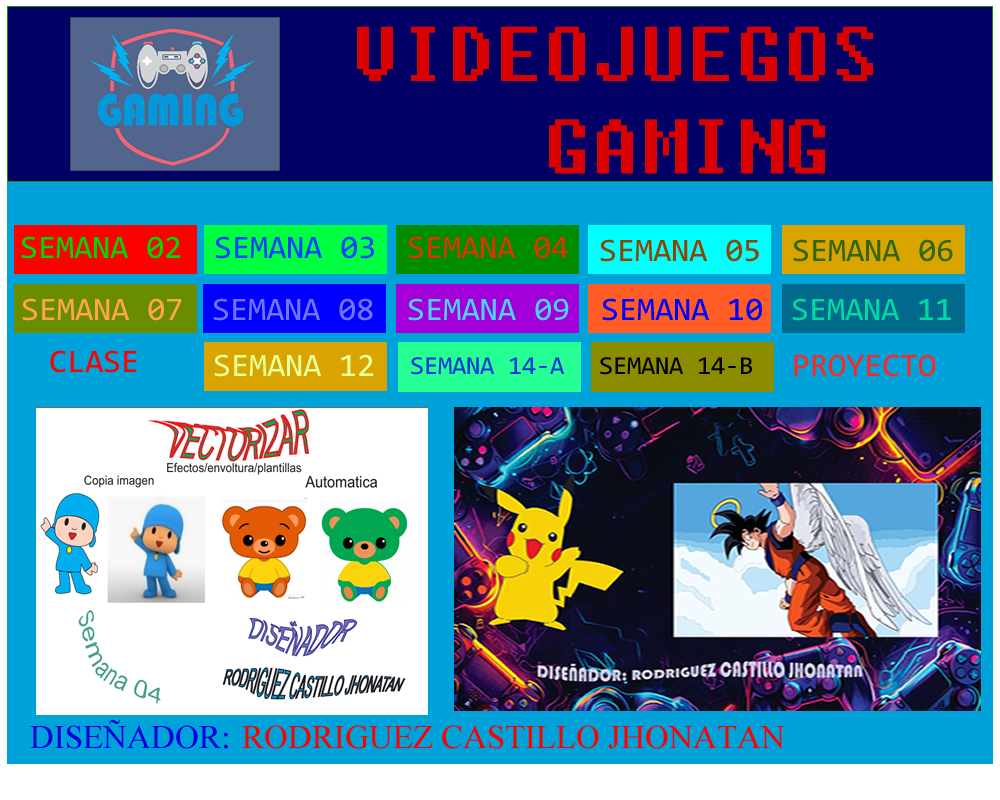 VIDEOJUEGOS
GAMING
GAMING
SEMANA 02
SEMANA 03
SEMANA 04
SEMANA 05
SEMANA 06
SEMANA 07
SEMANA 08
SEMANA 09
SEMANA 10
SEMANA 11
CLASE
SEMANA 12
SEMANA 14-A
SEMANA 14-B
PROYECTO
VECTORIZAR
Efectos/envoltura/plantillas
Copia imagen
Automatica
Semana 04
DISEÑADOR
RODRIGUEZ CASTILLO JHONATAN
DISEÑADOR: RODRIGUEZ CASTILLO JHONATAN
DISEÑADOR: RODRIGUEZ CASTILLO JHONATAN